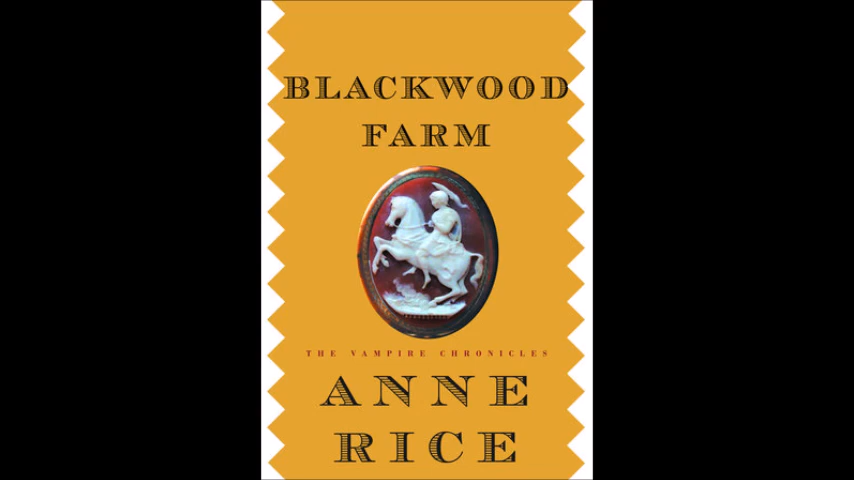 BLACKWOOD
FARM
THE VAMPIRE CHRONICLES
ANNE
RICE